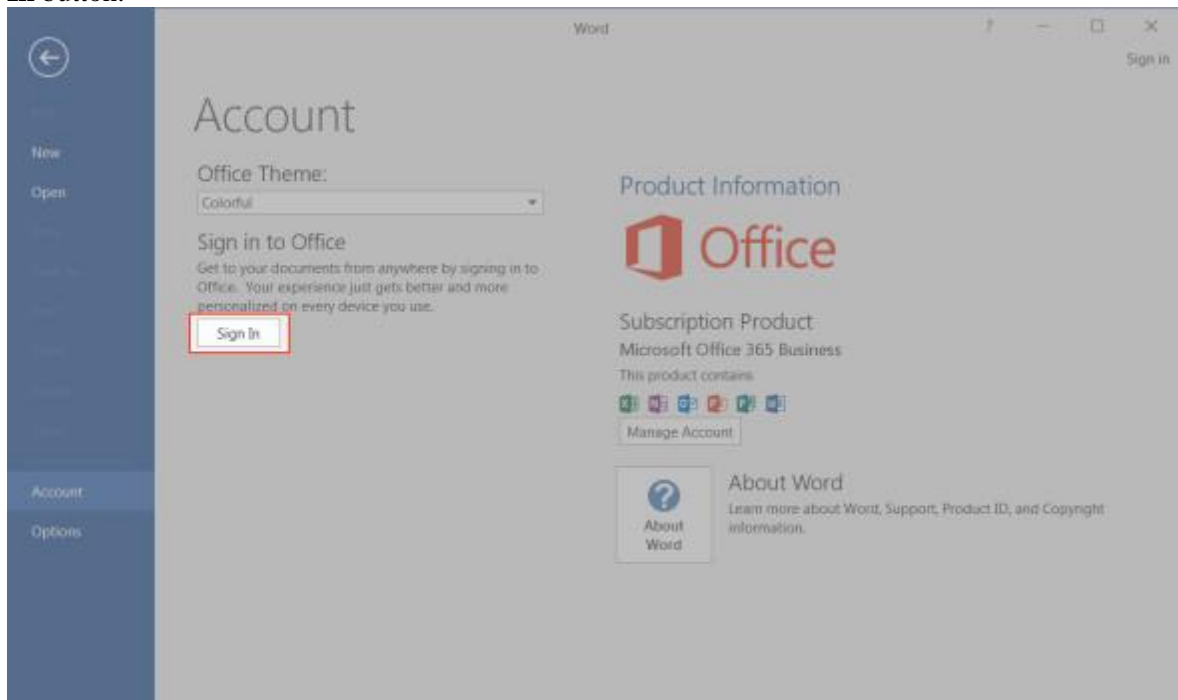 Word
?
Sign in
Account
New
Open
Office Theme:
Colorful
Sign in to Office
Get to your documents from anywhere by signing in to
Office. Your experience just gets better and more
personalized on every device you use.
Sign In
Account
Options
Product Information
Office
Subscription Product
Microsoft Office 365 Business
This product contains
Manage Account
About
Word
About Word
Learn more about Word, Support, Product ID, and Copyright
information.